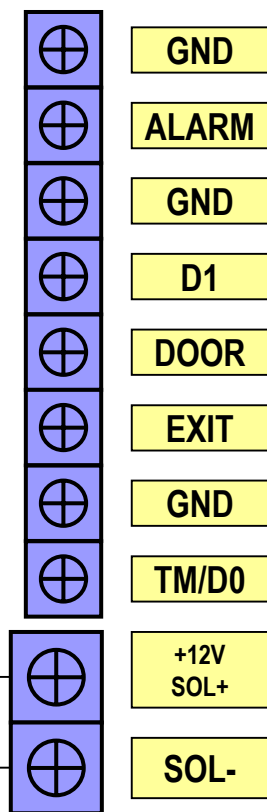 GND
ALARM
GND
D1
DOOR
EXIT
GND
TM/D0
+12V
SOL+
SOL-